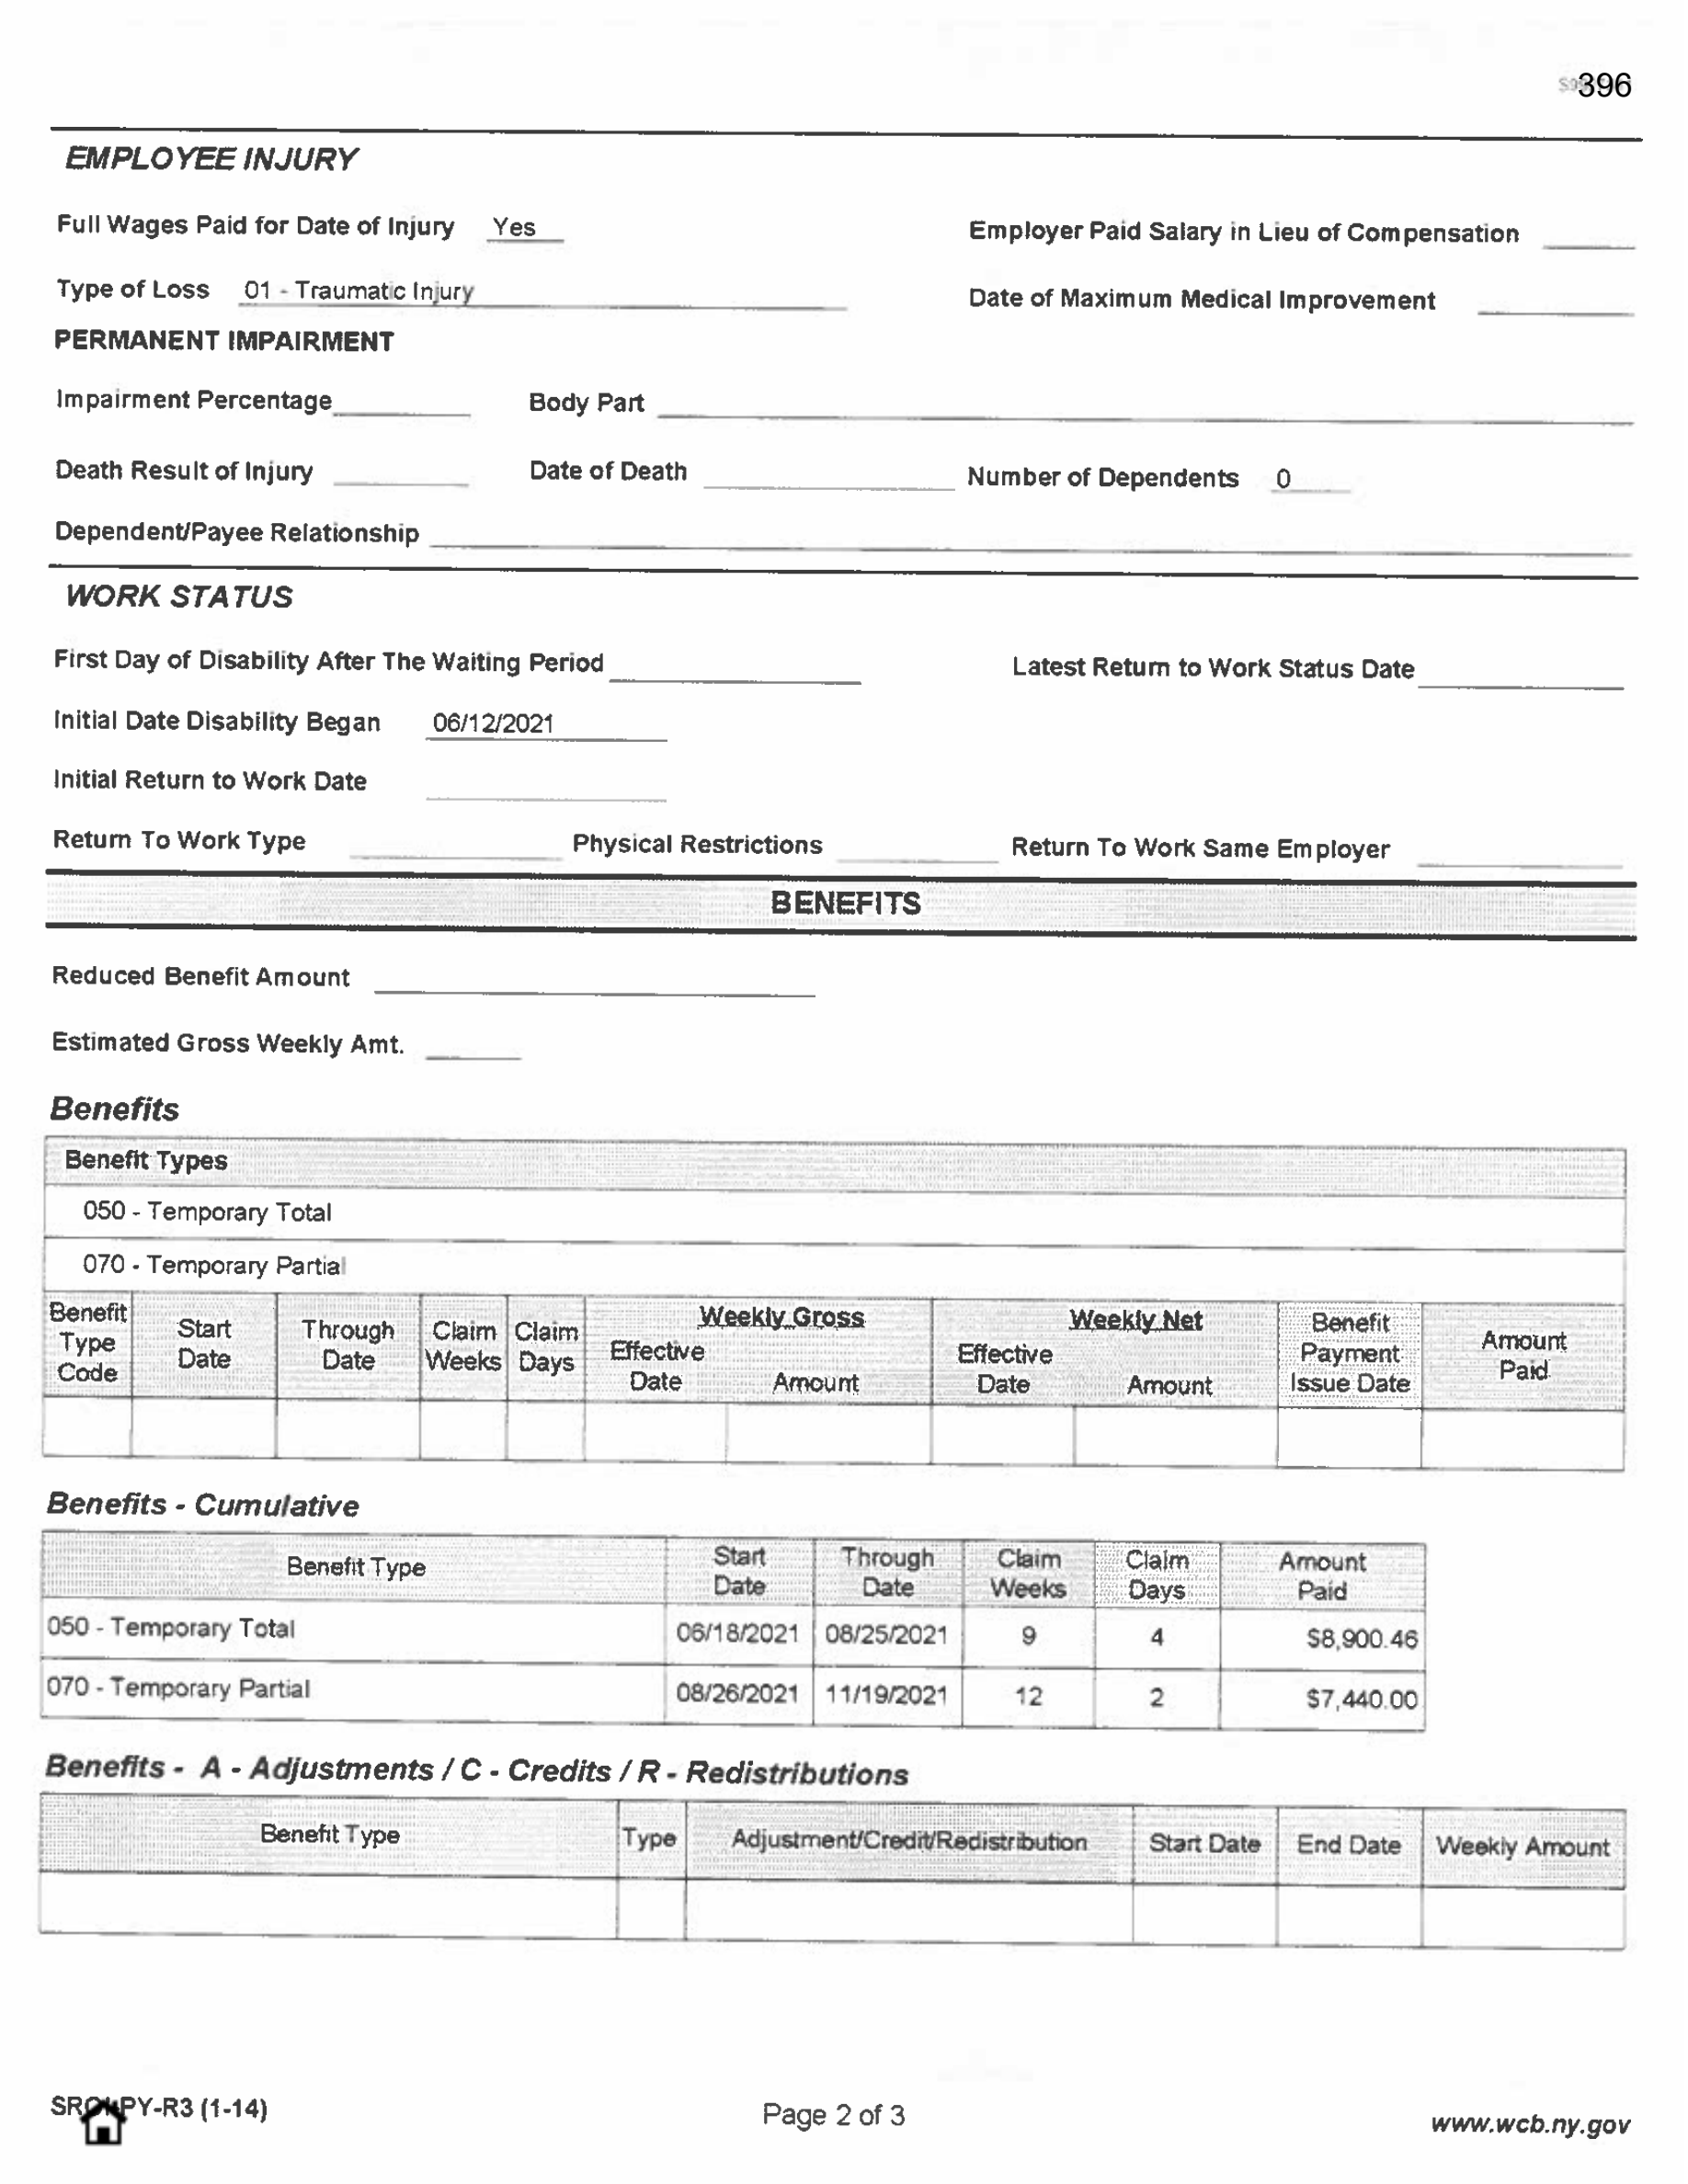 396
EMPLOYEE INJURY
Full Wages Paid for Date of Injury Yes Employer Paid Salary in Lieu of Compensation
Type of Loss 01 - Traumatic Injury Date of Maximum Medical Improvement
PERMANENT IMPAIRMENT
Impairment Percentage Body Part
Death Result of Injury Date of Death Number of Dependents 0
Dependent/Payee Relationship
WORK STATUS
First Day of Disability After The Waiting Period Latest Return to Work Status Date
Initial Date Disability Began 06/12/2021
Initial Return to Work Date
Return To Work Type Physical Restrictions Return To Work Same Employer
BENEFITS
Reduced Benefit Amount
Estimated Gross Weekly Amt.
Benefits
Benefit Types
050 - Temporary Total
070 - Temporary Partial
Benefit Type Code Start Date Through Date Claim Weeks Claim Days Weekly Gross Effective Date Amount Weekly Net Effective Date Amount Benefit Payment Issue Date Amount Paid
Benefits - Cumulative
Benefit Type Start Date Through Date Claim Weeks Claim Days Amount Paid
050 - Temporary Total 06/18/2021 08/25/2021 9 4 $8,900.46
070 - Temporary Partial 08/26/2021 11/19/2021 12 2 $7,440.00
Benefits - A - Adjustments / C - Credits / R - Redistributions
Benefit Type Type Adjustment/Credit/Redistribution Start Date End Date Weekly Amount
PY-R3 (1-14) Page 2 of 3 www.wcb.ny.gov